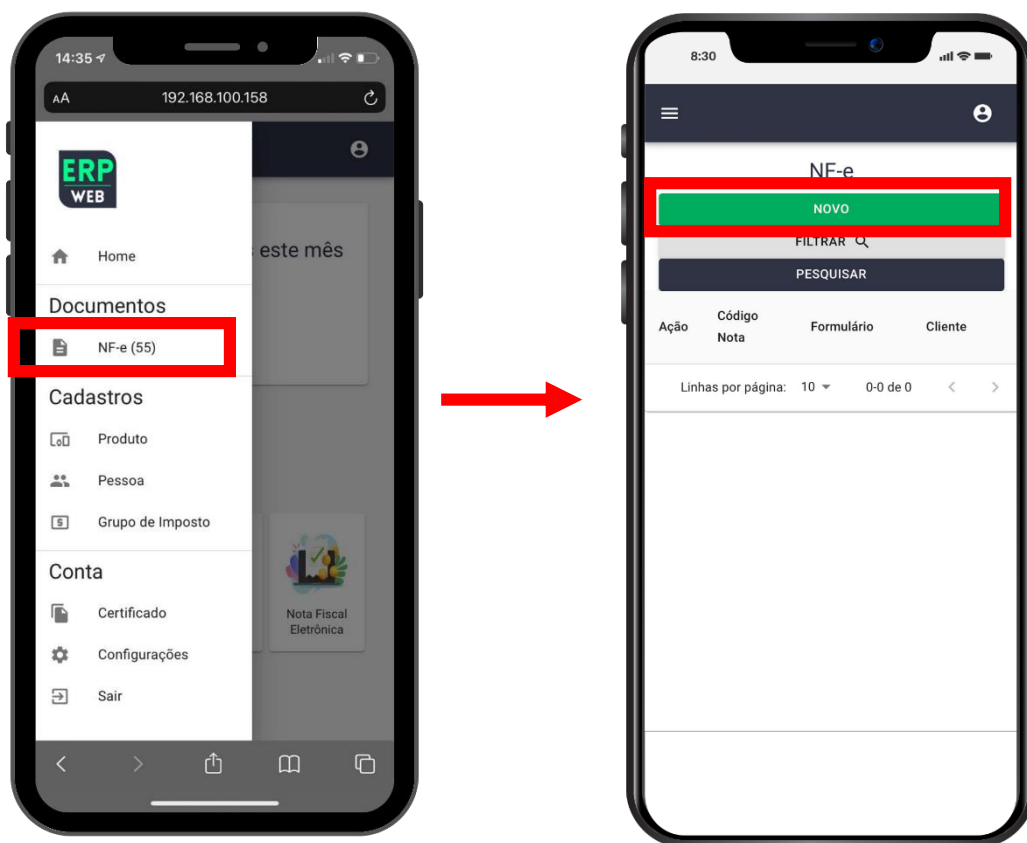 14:35
AA 192.168.100.158
ERP
WEB
este mês
Home
Documentos
NF-e (55)
Cadastros
Produto
Pessoa
Grupo de Imposto
Conta
Certificado
Configurações
Sair
Nota Fiscal
Eletrônica
8:30
NF-e
NOVO
FILTRAR
PESQUISAR
Ação Código Nota Formulário Cliente
Linhas por página: 10 0-0 de 0